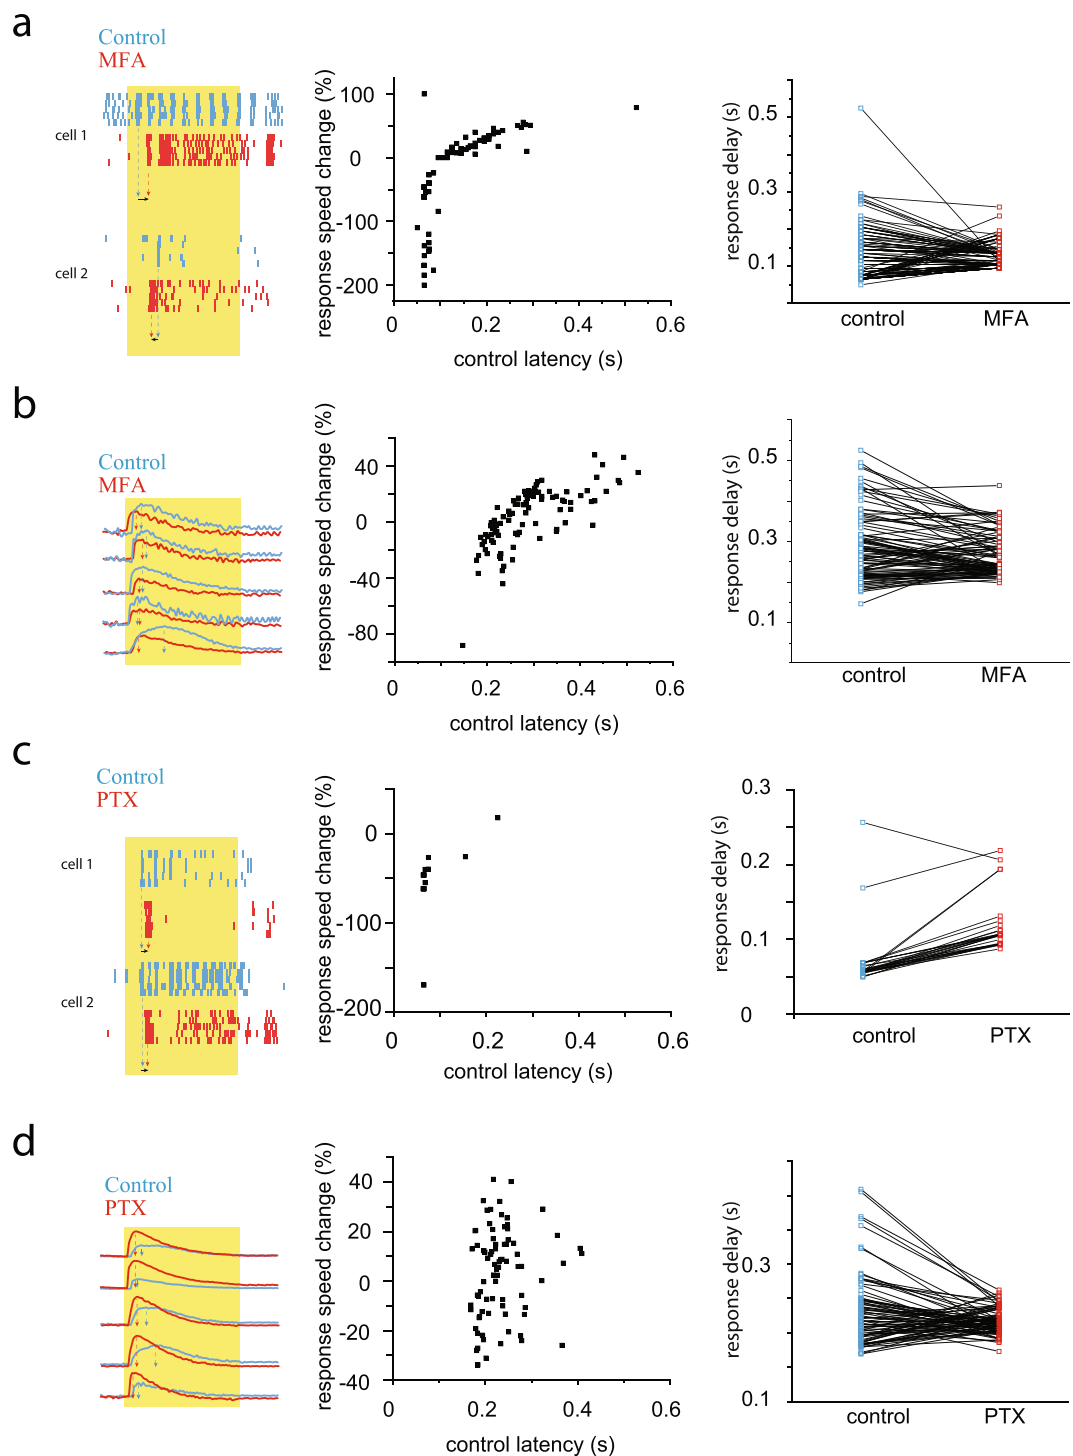 a
Control
MFA
cell 1
cell 2
response speed change (%)
100
0
-100
-200
0
0.2
0.4
0.6
control latency (s)
response delay (s)
0.5
0.3
0.1
control
MFA
b
Control
MFA
response speed change (%)
40
0
-40
-80
0
0.2
0.4
0.6
control latency (s)
response delay (s)
0.5
0.3
0.1
control
MFA
c
Control
PTX
cell 1
cell 2
response speed change (%)
0
-100
-200
0
0.2
0.4
0.6
control latency (s)
response delay (s)
0.3
0.2
0.1
0
control
PTX
d
Control
PTX
response speed change (%)
40
20
0
-20
-40
0
0.2
0.4
0.6
control latency (s)
response delay (s)
0.3
0.1
control
PTX